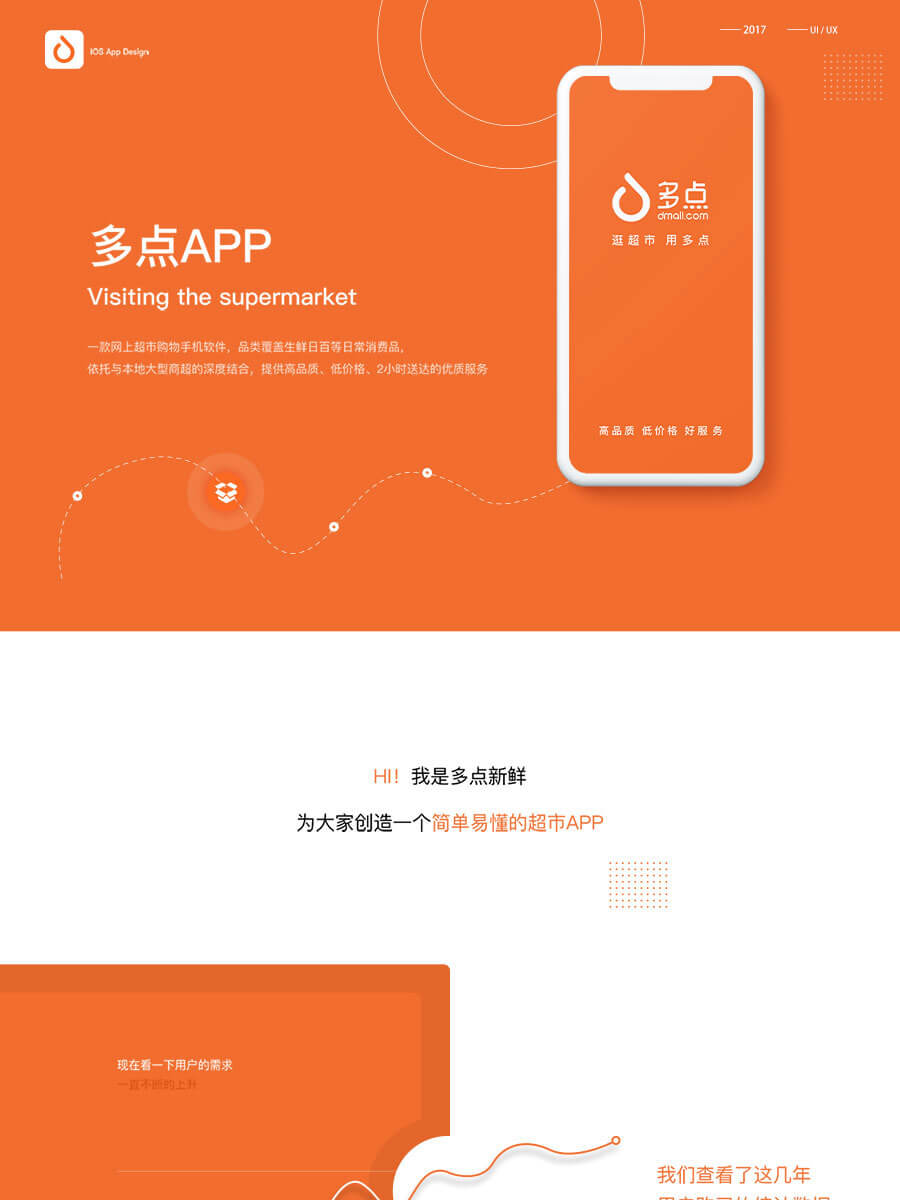 IOS App Design
2017
UI / UX
多点
dmall.com
逛超市 用多点
多点APP
Visiting the supermarket
一款网上超市购物手机软件，品类覆盖生鲜日百等日常消费品，
依托与本地大型商超的深度结合，提供高品质、低价格、2小时送达的优质服务
高品质 低价格 好服务
HI！我是多点新鲜
为大家创造一个简单易懂的超市APP
现在看一下用户的需求
一直不断的上升
我们查看了这几年